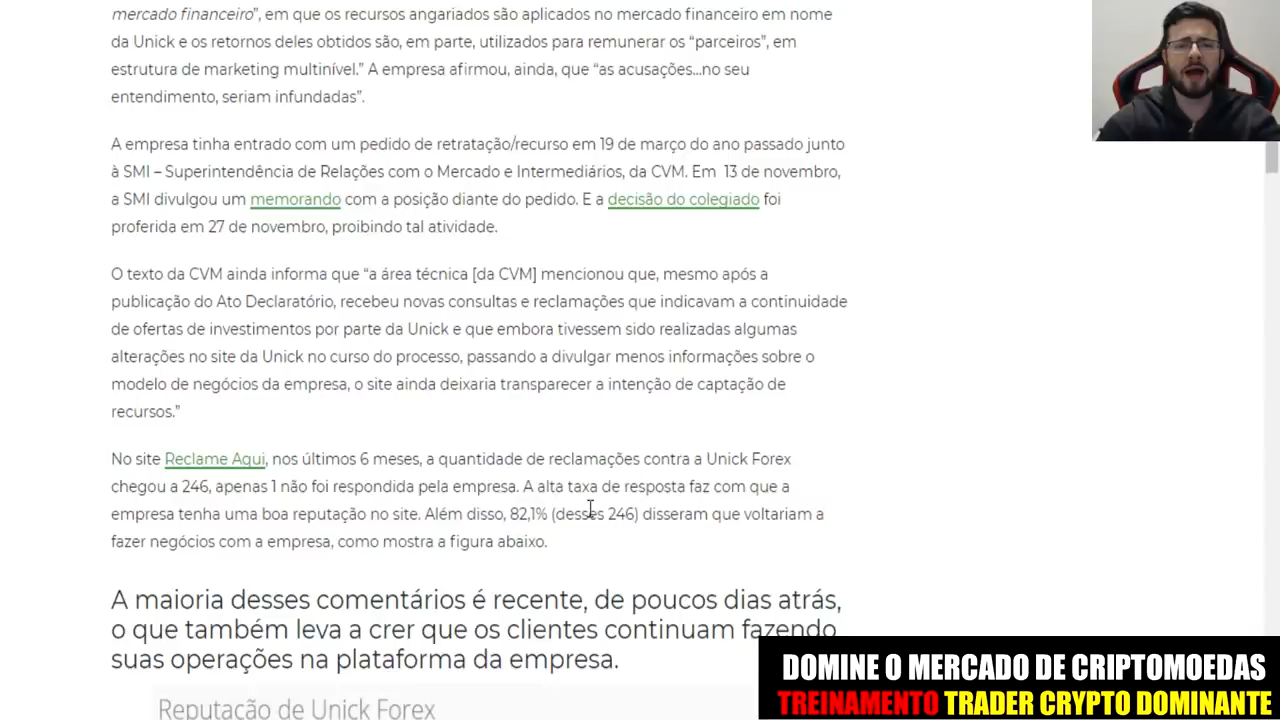 mercado financeiro”, em que os recursos angariados são aplicados no mercado financeiro em nome
da Unick e os retornos deles obtidos são, em parte, utilizados para remunerar os “parceiros”, em
estrutura de marketing multinível.” A empresa afirmou, ainda, que “as acusações...no seu
entendimento, seriam infundadas”.
A empresa tinha entrado com um pedido de retratação/recurso em 19 de março do ano passado junto
à SMI – Superintendência de Relações com o Mercado e Intermediários, da CVM. Em 13 de novembro,
a SMI divulgou um memorando com a posição diante do pedido. E a decisão do colegiado foi
proferida em 27 de novembro, proibindo tal atividade.
O texto da CVM ainda informa que “a área técnica [da CVM] mencionou que, mesmo após a
publicação do Ato Declaratório, recebeu novas consultas e reclamações que indicavam a continuidade
de ofertas de investimentos por parte da Unick e que embora tivessem sido realizadas algumas
alterações no site da Unick no curso do processo, passando a divulgar menos informações sobre o
modelo de negócios da empresa, o site ainda deixaria transparecer a intenção de captação de
recursos.”
No site Reclame Aqui, nos últimos 6 meses, a quantidade de reclamações contra a Unick Forex
chegou a 246, apenas 1 não foi respondida pela empresa. A alta taxa de resposta faz com que a
empresa tenha uma boa reputação no site. Além disso, 82,1% (desses 246) disseram que voltariam a
fazer negócios com a empresa, como mostra a figura abaixo.
A maioria desses comentários é recente, de poucos dias atrás,
o que também leva a crer que os clientes continuam fazendo
suas operações na plataforma da empresa.
Reputação de Unick Forex
DOMINE O MERCADO DE CRIPTOMOEDAS
TREINAMENTO TRADER CRYPTO DOMINANTE